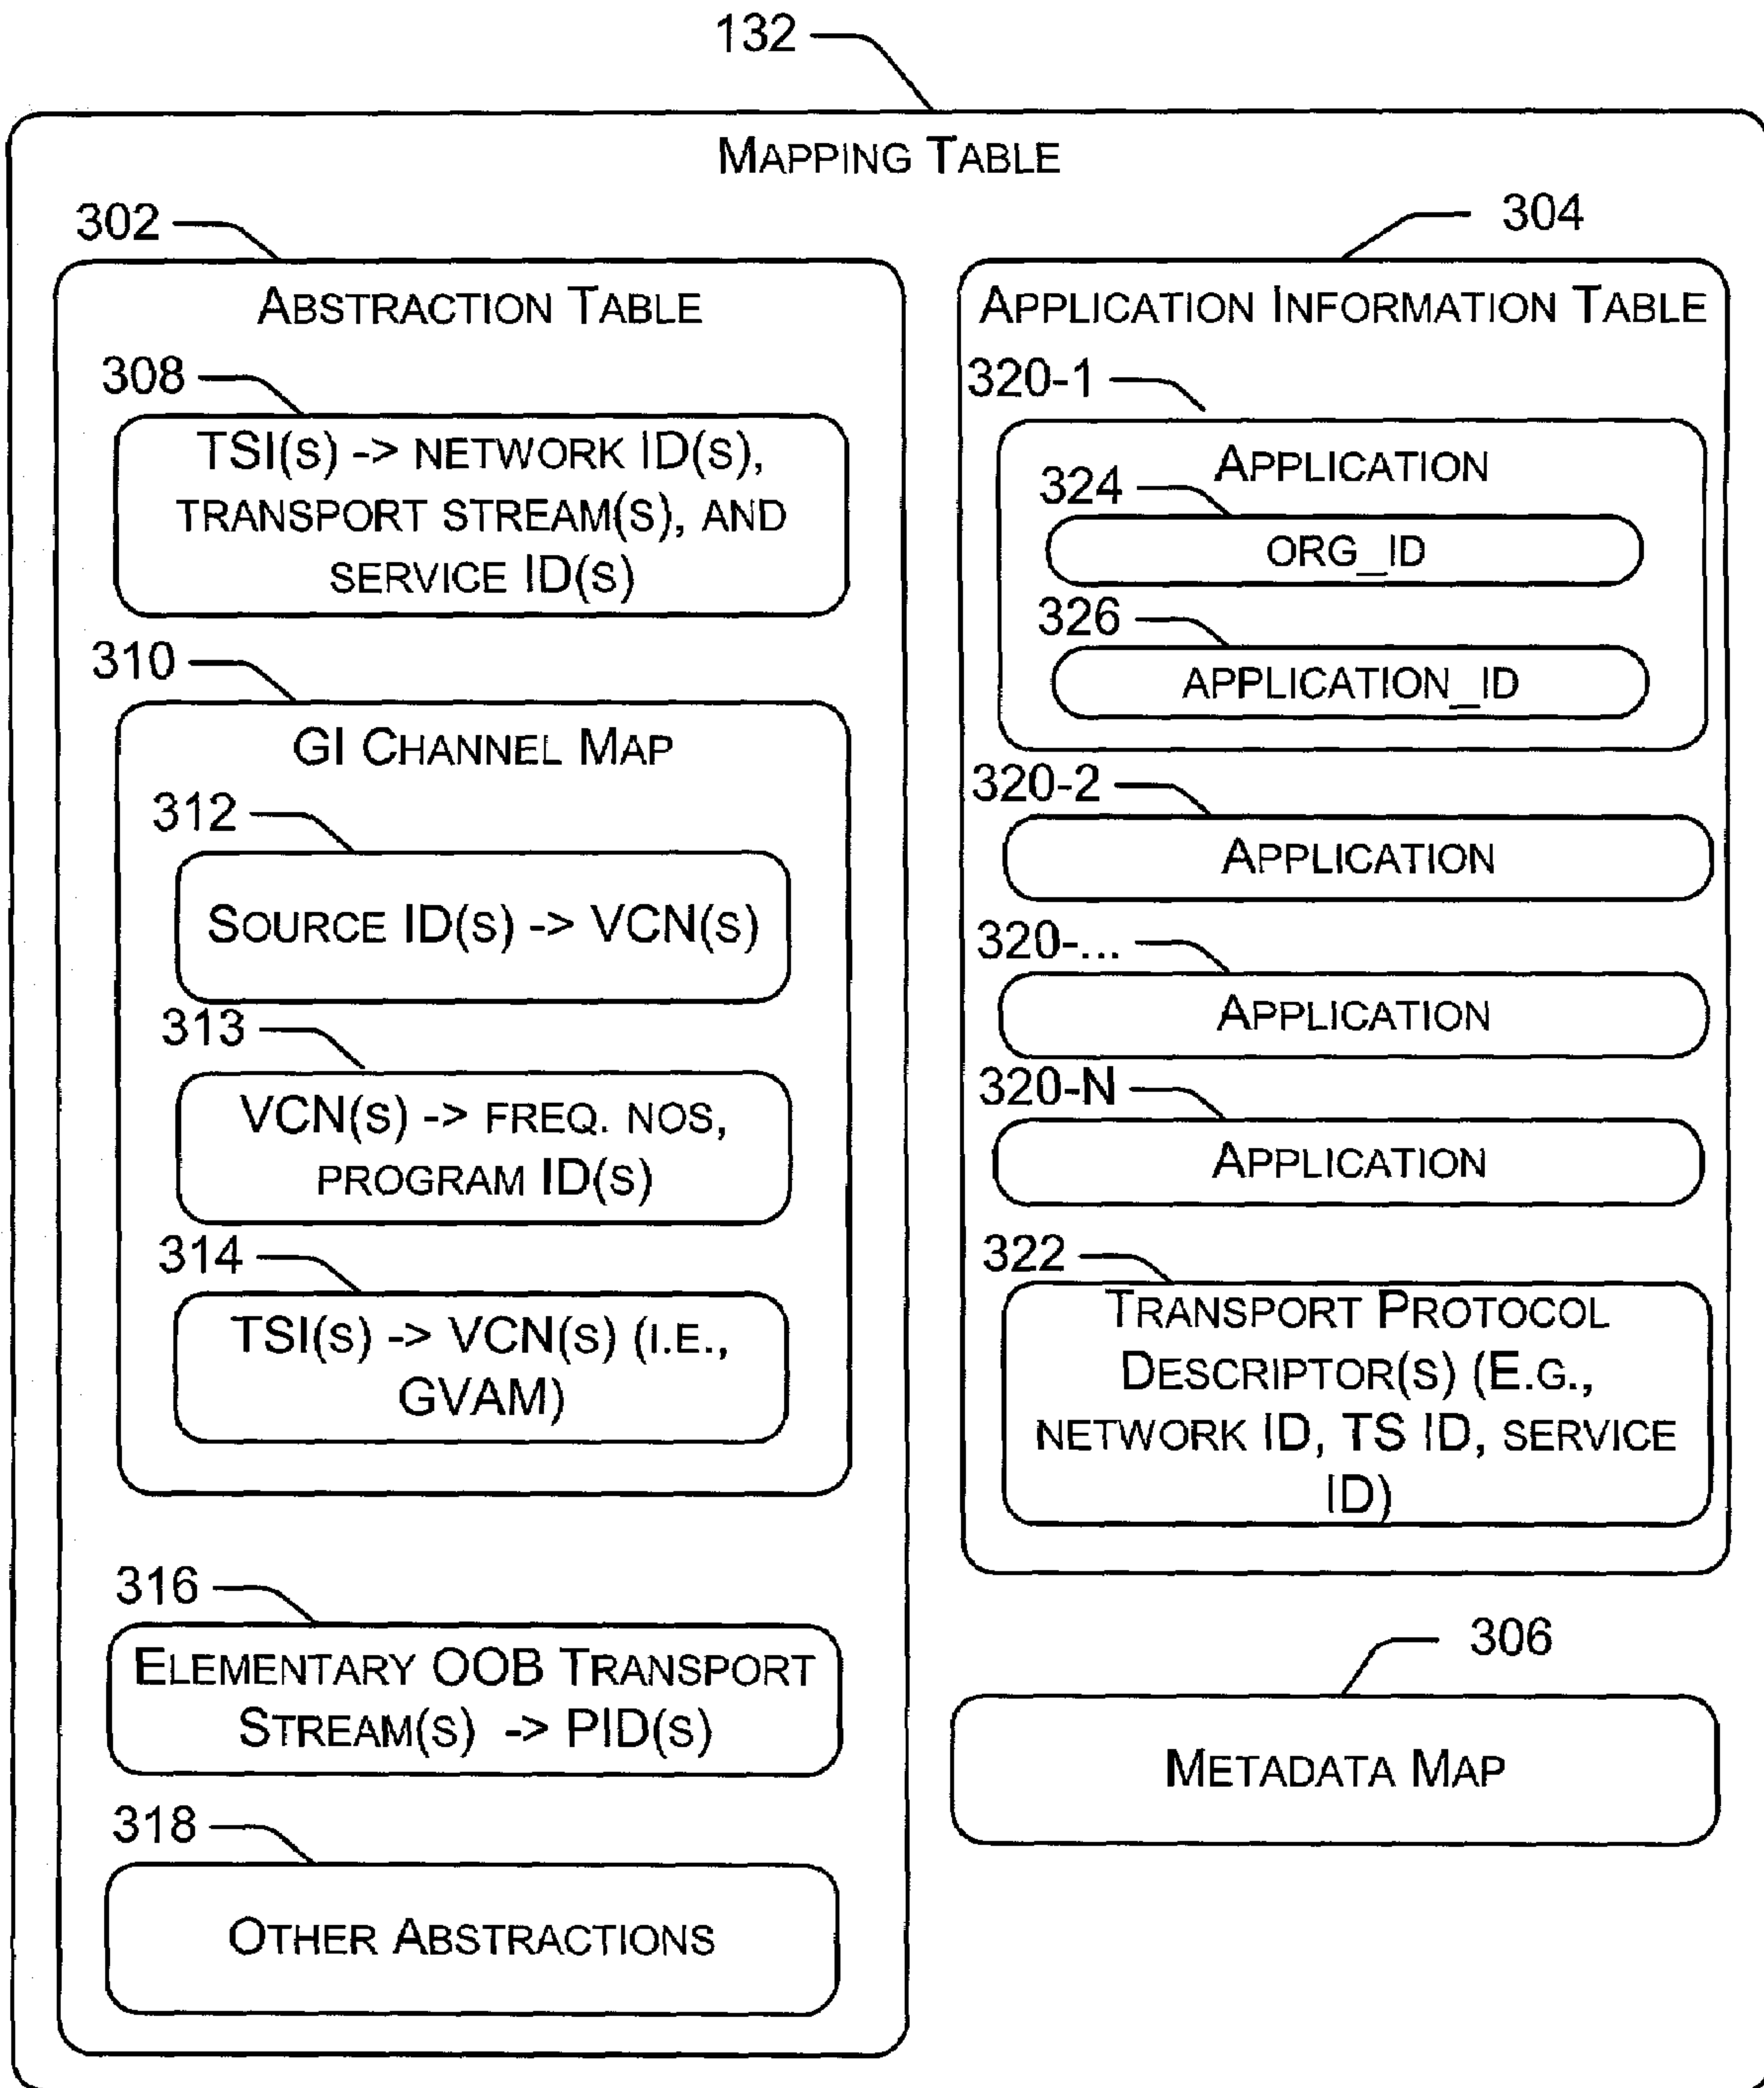 132
MAPPING TABLE
302
ABSTRACTION TABLE
308
TSI(S) -> NETWORK ID(S),
TRANSPORT STREAM(S), AND
SERVICE ID(S)
310
GI CHANNEL MAP
312
SOURCE ID(S) -> VCN(S)
313
VCN(S) -> FREQ. NOS,
PROGRAM ID(S)
314
TSI(S) -> VCN(S) (I.E.,
GVAM)
316
ELEMENTARY OOB TRANSPORT
STREAM(S) -> PID(S)
318
OTHER ABSTRACTIONS
304
APPLICATION INFORMATION TABLE
320-1
APPLICATION
324
ORG_ID
326
APPLICATION_ID
320-2
APPLICATION
320-...
APPLICATION
320-N
APPLICATION
322
TRANSPORT PROTOCOL
DESCRIPTOR(S) (E.G.,
NETWORK ID, TS ID, SERVICE
ID)
306
METADATA MAP